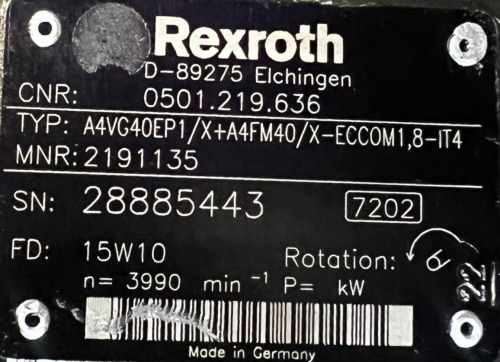 Rexroth
D-89275 Elchingen
CNR: 0501.219.636
TYP: A4VG40EP1/X+A4FM40/X-ECCOM1,8-IT4
MNR: 2191135
SN: 28885443 7202
FD: 15W10 Rotation:
n= 3990 min⁻¹ P= kW
22
Made in Germany